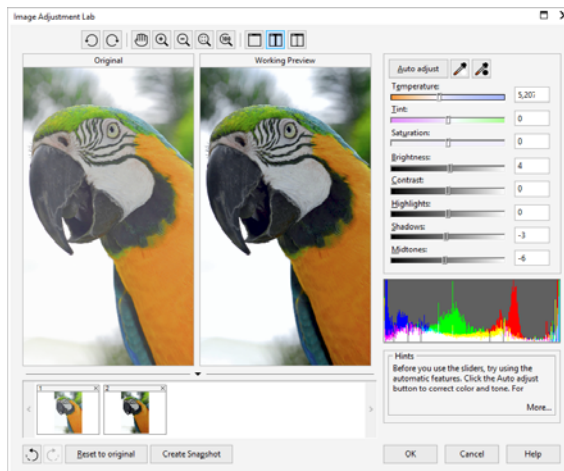 Image Adjustment Lab
Original
Working Preview
Auto adjust
Temperature:
5,205
Tint:
0
Saturation:
0
Brightness:
4
Contrast:
0
Highlights:
0
Shadows:
-3
Midtones:
-6
Hints
Before you use the sliders, try using the
automatic features. Click the Auto adjust
button to correct color and tone. For
More...
1
2
Reset to original
Create Snapshot
OK
Cancel
Help